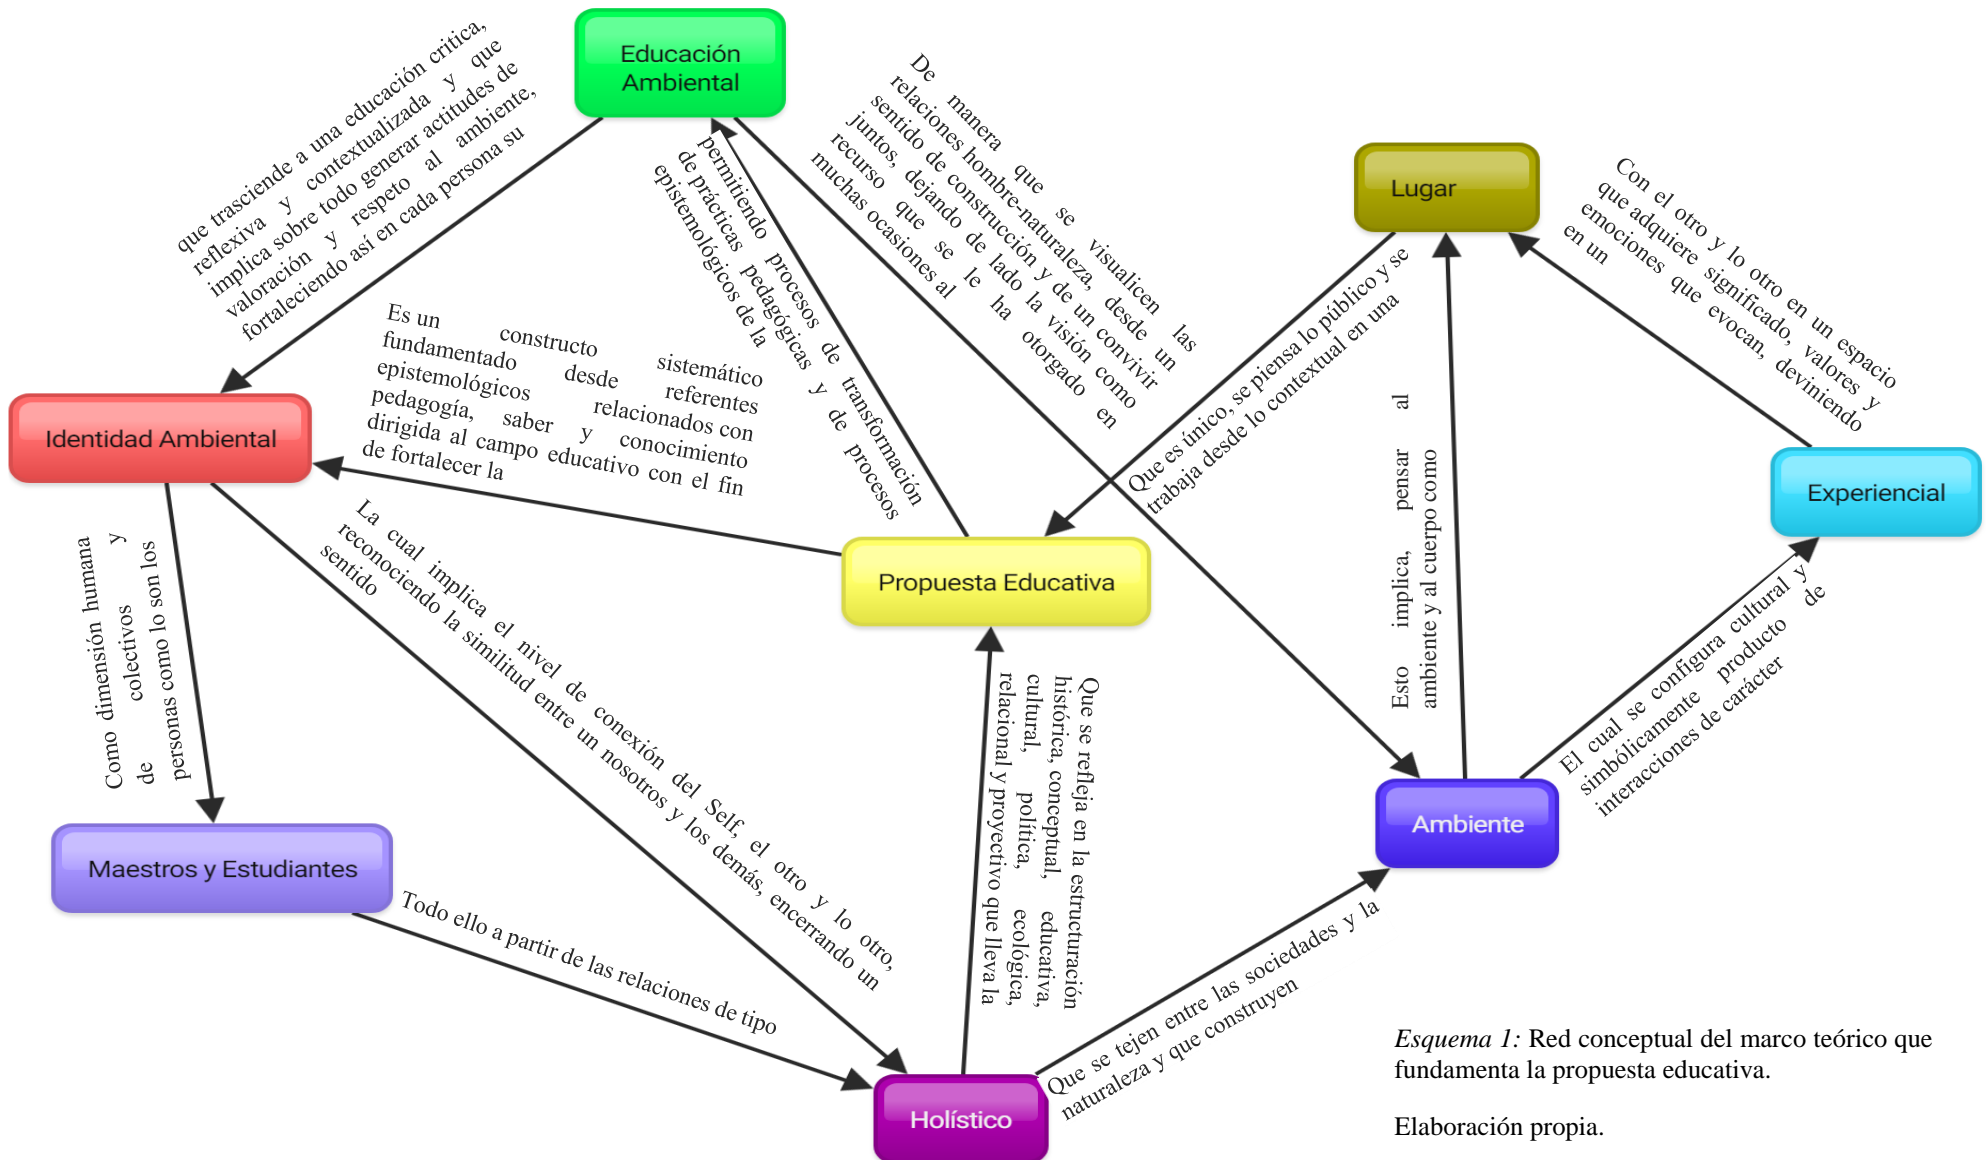 Educación
Ambiental
que trasciende a una educación critica,
reflexiva y contextualizada y que
implica sobre todo generar actitudes de
valoración y respeto al ambiente,
fortaleciendo así en cada persona su
permitiendo procesos de transformación
de prácticas pedagógicas y de procesos
epistemológicos de la
De manera que se visualicen las
relaciones hombre-naturaleza, desde un
sentido de construcción y de un convivir
juntos, dejando de lado la visión como
recurso que se le ha otorgado en
muchas ocasiones al
Lugar
Con el otro y lo otro en un espacio
que adquiere significado, valores y
emociones que evocan, deviniendo
en un
Que es único, se piensa lo público y se
trabaja desde lo contextual en una
Es un constructo sistemático
fundamentado desde referentes
epistemológicos relacionados con
pedagogía, saber y conocimiento
dirigida al campo educativo con el fin
de fortalecer la
Identidad Ambiental
Experiencial
Propuesta Educativa
Esto implica, pensar al
ambiente y al cuerpo como
El cual se configura cultural y
simbólicamente producto de
interacciones de carácter
Como dimensión humana
de colectivos y
personas como lo son los
La cual implica el nivel de conexión del Self, el otro y lo otro,
reconociendo la similitud entre un nosotros y los demás, encerrando un
sentido
Que se refleja en la estructuración
histórica, conceptual, educativa,
cultural, política, ecológica,
relacional y proyectivo que lleva la
Ambiente
Maestros y Estudiantes
Todo ello a partir de las relaciones de tipo
Que se tejen entre las sociedades y la
naturaleza y que construyen
Holístico
Esquema 1: Red conceptual del marco teórico que
fundamenta la propuesta educativa.
Elaboración propia.